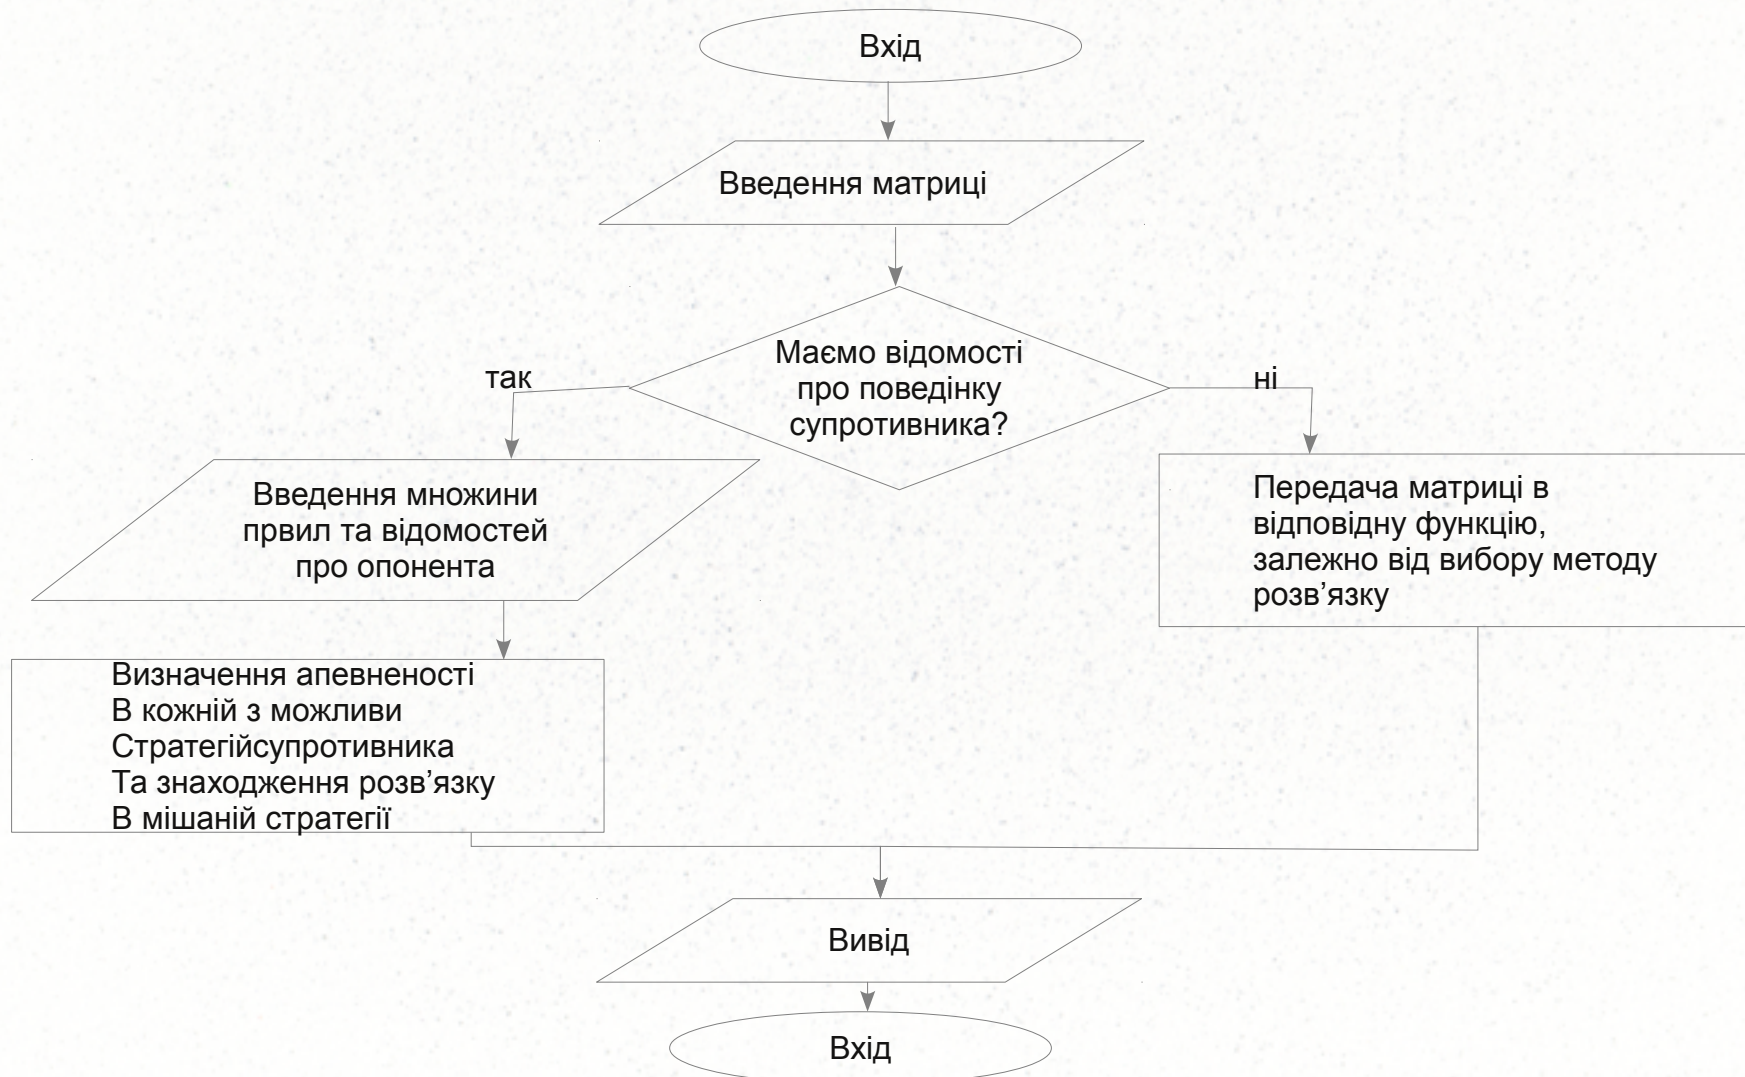 Вхід
Введення матриці
Маємо відомості
про поведінку
супротивника?
так
ні
Введення множини
првил та відомостей
про опонента
Передача матриці в
відповідну функцію,
залежно від вибору методу
розв’язку
Визначення апевненості
В кожній з можливи
Стратегійсупротивника
Та знаходження розв’язку
В мішаній стратегії
Вивід
Вхід